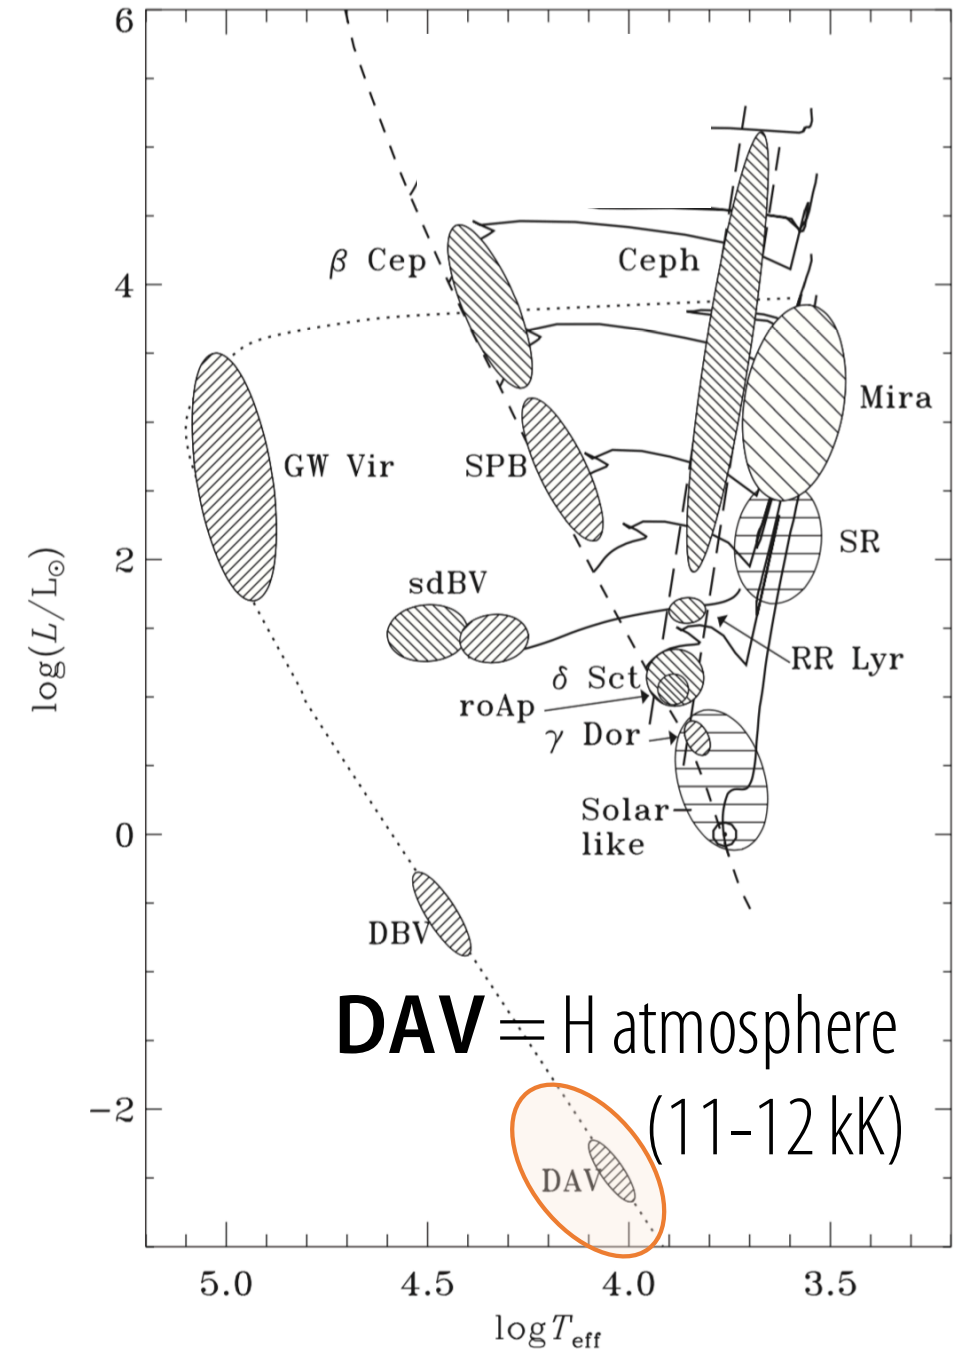 6
β Cep
Ceph
4
Mira
GW Vir
SPB
SR
2
sdBV
RR Lyr
δ Sct
roAp
γ Dor
Solar-
like
0
DBV
DAV = H atmosphere
(11-12 kK)
-2
DAV
5.0 4.5 4.0 3.5
log T_eff
log(L/L⊙)